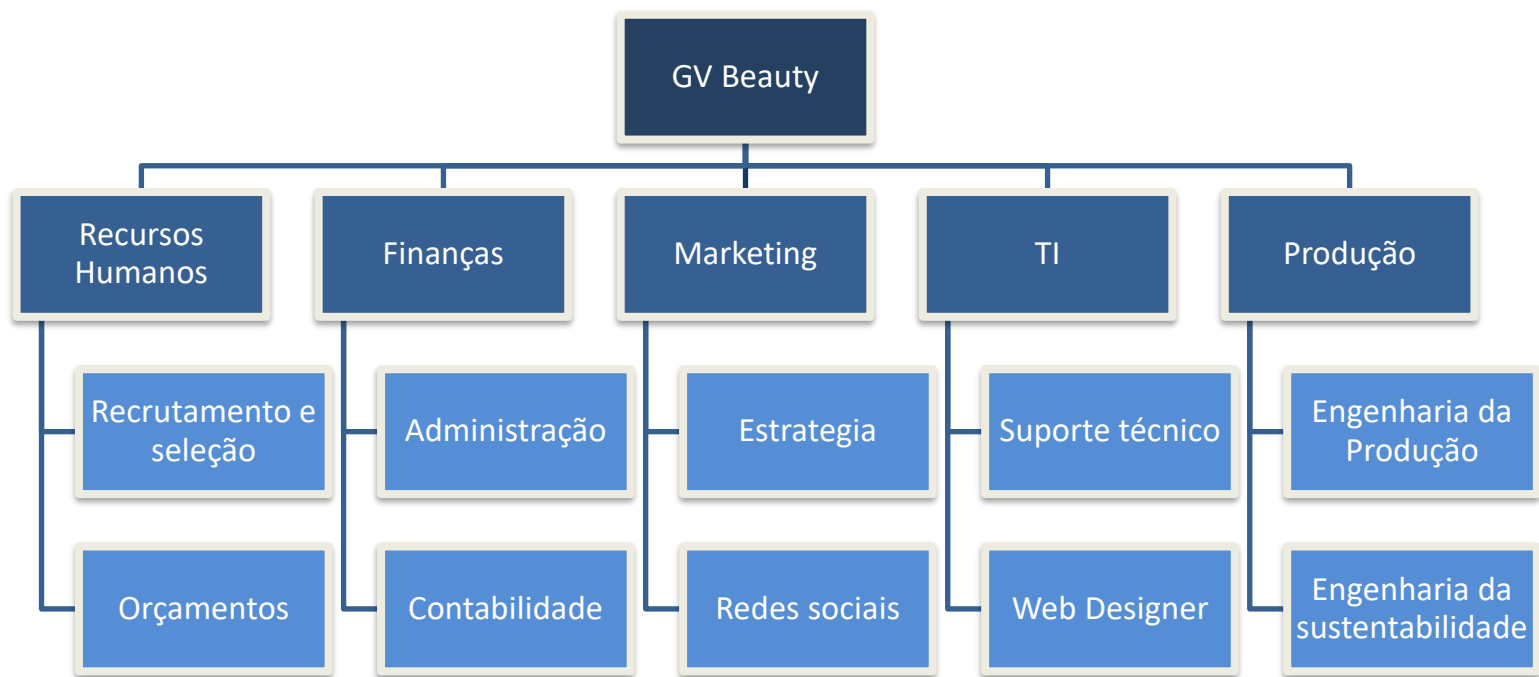 GV Beauty
Recursos
Humanos
Finanças
Marketing
TI
Produção
Recrutamento e
seleção
Administração
Estrategia
Suporte técnico
Engenharia da
Produção
Orçamentos
Contabilidade
Redes sociais
Web Designer
Engenharia da
sustentabilidade